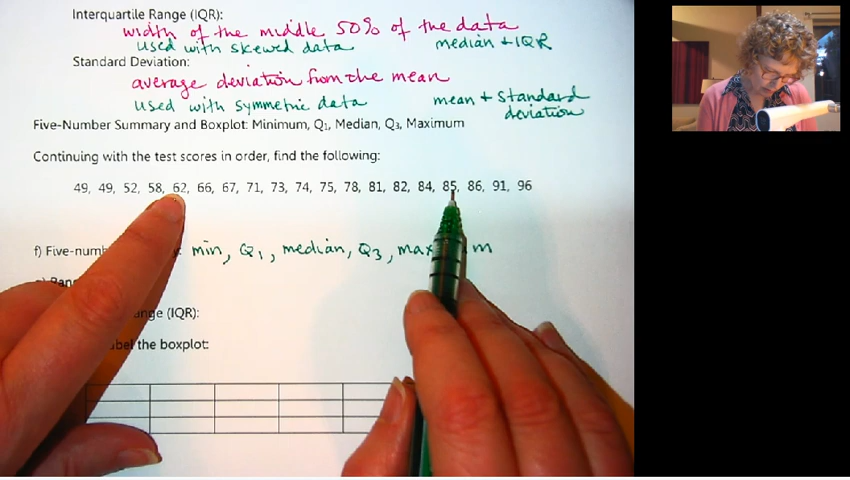 Interquartile Range (IQR):
width of the middle 50% of the data
used with skewed data median + IQR
Standard Deviation:
average deviation from the mean
used with symmetric data mean + standard deviation
Five-Number Summary and Boxplot: Minimum, Q₁, Median, Q₃, Maximum
Continuing with the test scores in order, find the following:
49, 49, 52, 58, 62, 66, 67, 71, 73, 74, 75, 78, 81, 82, 84, 85, 86, 91, 96
f) Five-num min, Q₁, median, Q₃, max m
ange (IQR):
abel the boxplot: